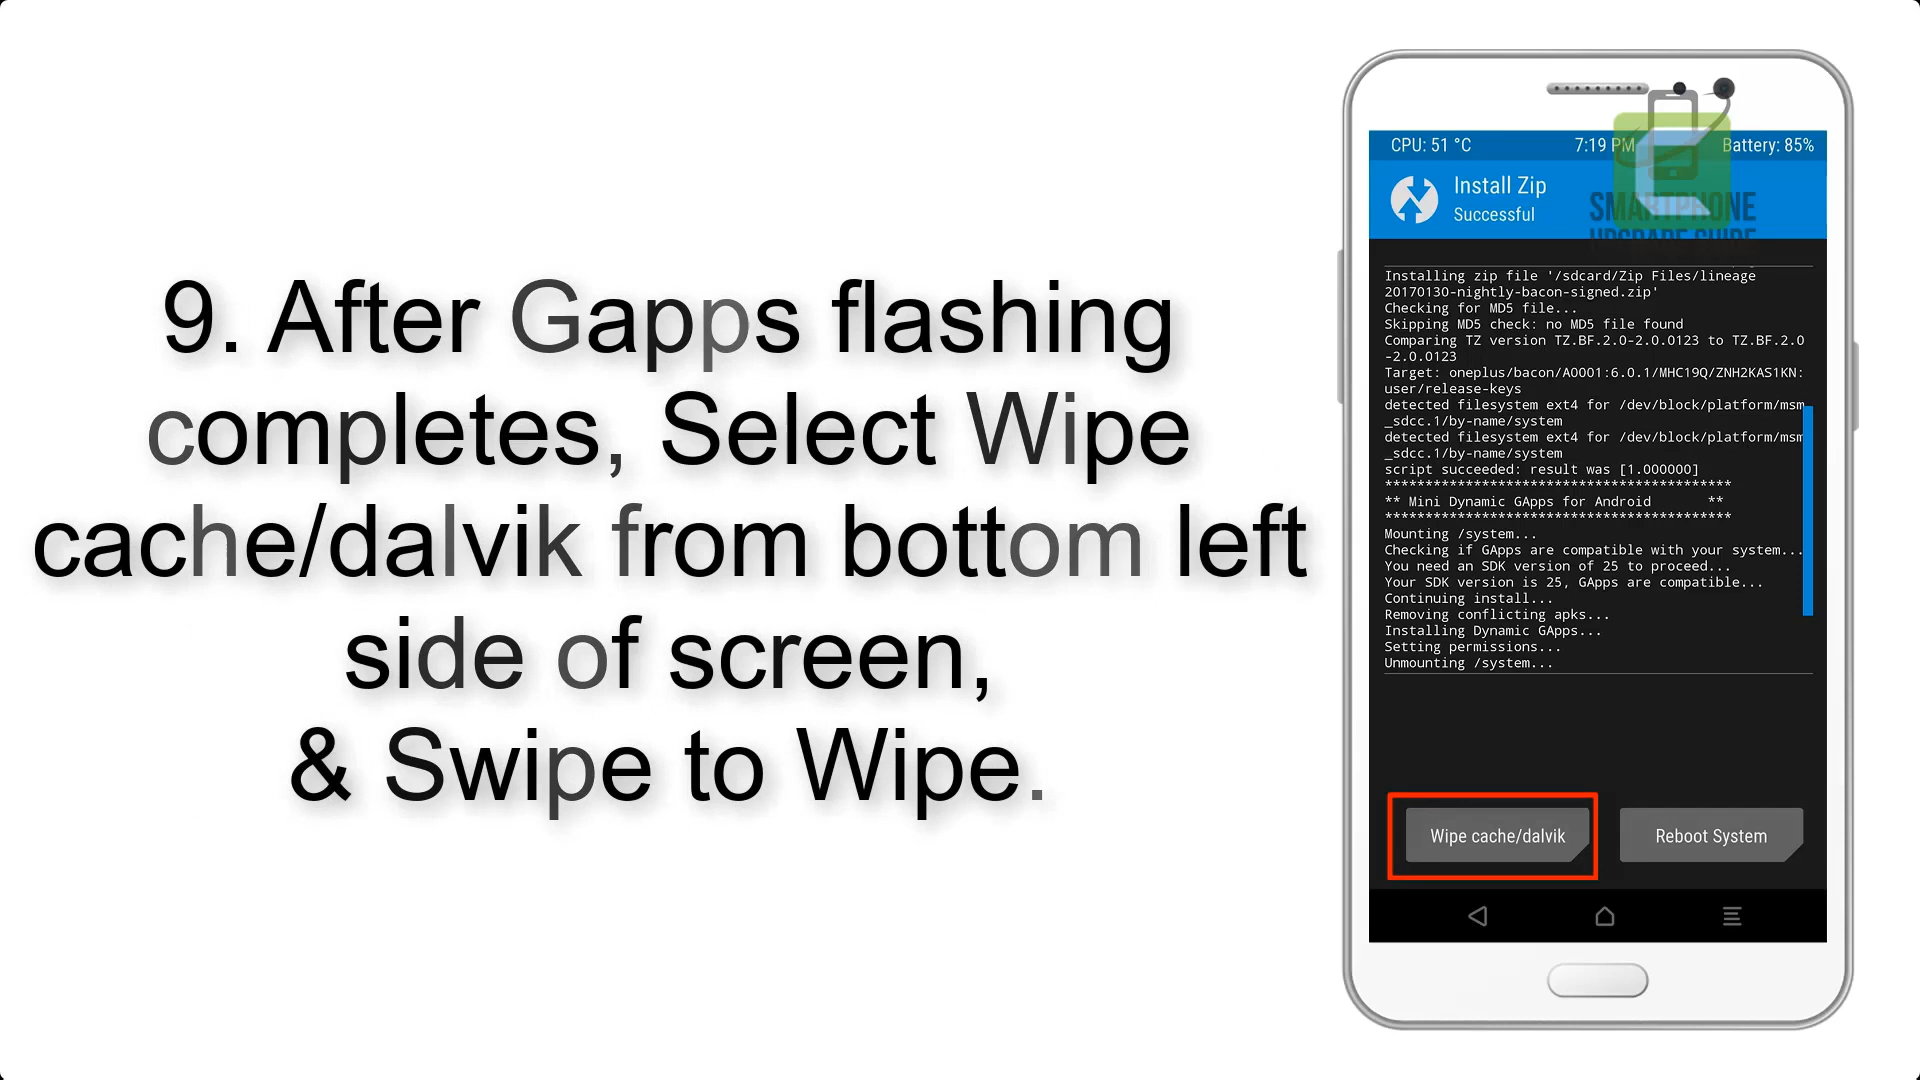 9. After Gapps flashing
completes, Select Wipe
cache/dalvik from bottom left
side of screen,
& Swipe to Wipe.
CPU: 51 °C 7:19 PM Battery: 85%
Install Zip
Successful
SMARTPHONE
UPGRADE GUIDE
Installing zip file '/sdcard/Zip Files/lineage
20170130-nightly-bacon-signed.zip'
Checking for MD5 file...
Skipping MD5 check: no MD5 file found
Comparing TZ version TZ.BF.2.0-2.0.0123 to TZ.BF.2.0
-2.0.0123
Target: oneplus/bacon/A0001:6.0.1/MHC19Q/ZNH2KAS1KN:
user/release-keys
detected filesystem ext4 for /dev/block/platform/msm
_sdcc.1/by-name/system
detected filesystem ext4 for /dev/block/platform/msm
_sdcc.1/by-name/system
script succeeded: result was [1.000000]
******************************************
** Mini Dynamic GApps for Android **
******************************************
Mounting /system...
Checking if GApps are compatible with your system...
You need an SDK version of 25 to proceed...
Your SDK version is 25, GApps are compatible...
Continuing install...
Removing conflicting apks...
Installing Dynamic GApps...
Setting permissions...
Unmounting /system...
Wipe cache/dalvik
Reboot System